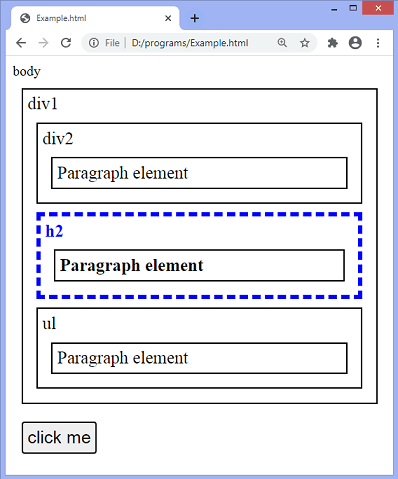 Example.html
File | D:/programs/Example.html
body
div1
div2
Paragraph element
h2
Paragraph element
ul
Paragraph element
click me